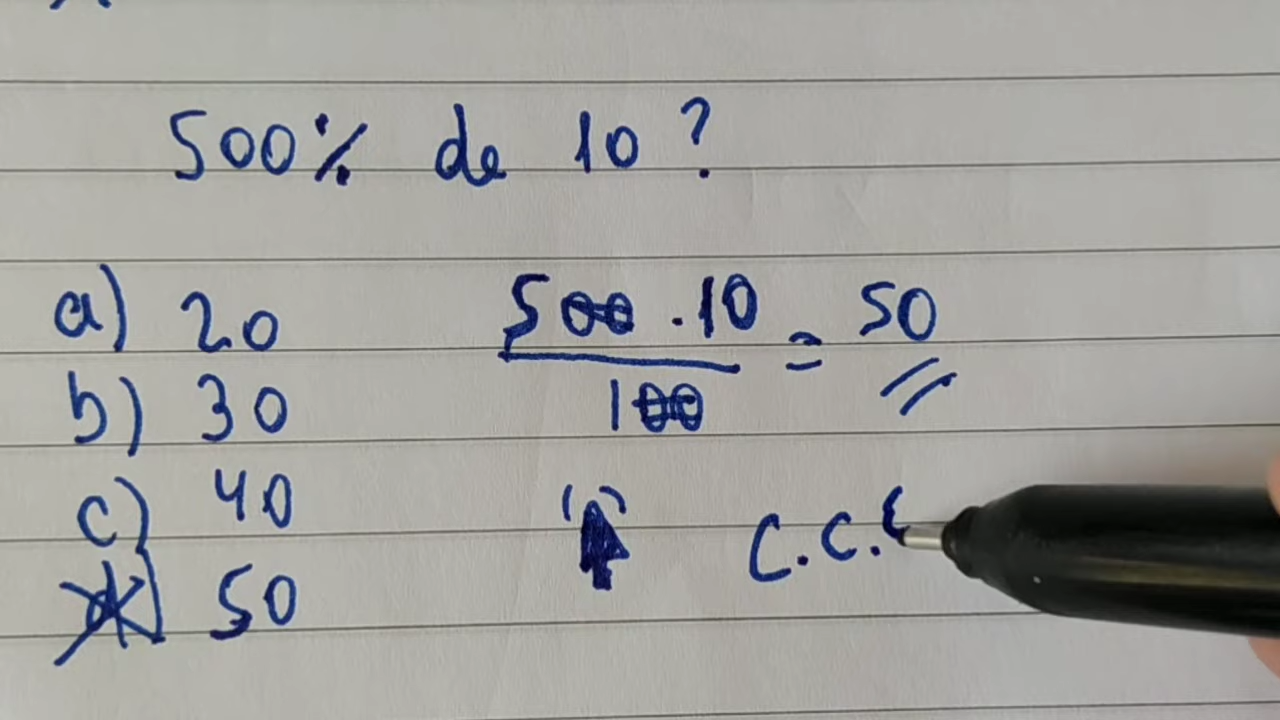 500% de 10?
a) 20
500 . 10 = 50
100
b) 30
c) 40
d) 50
C.C.